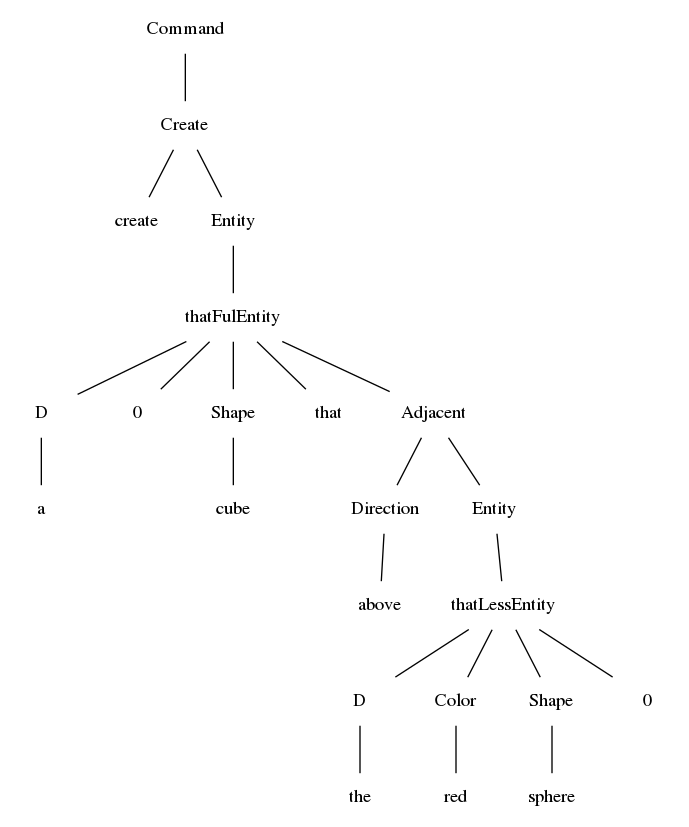 Command
Create
create Entity
thatFulEntity
D 0 Shape that Adjacent
a cube Direction Entity
above thatLessEntity
D Color Shape 0
the red sphere